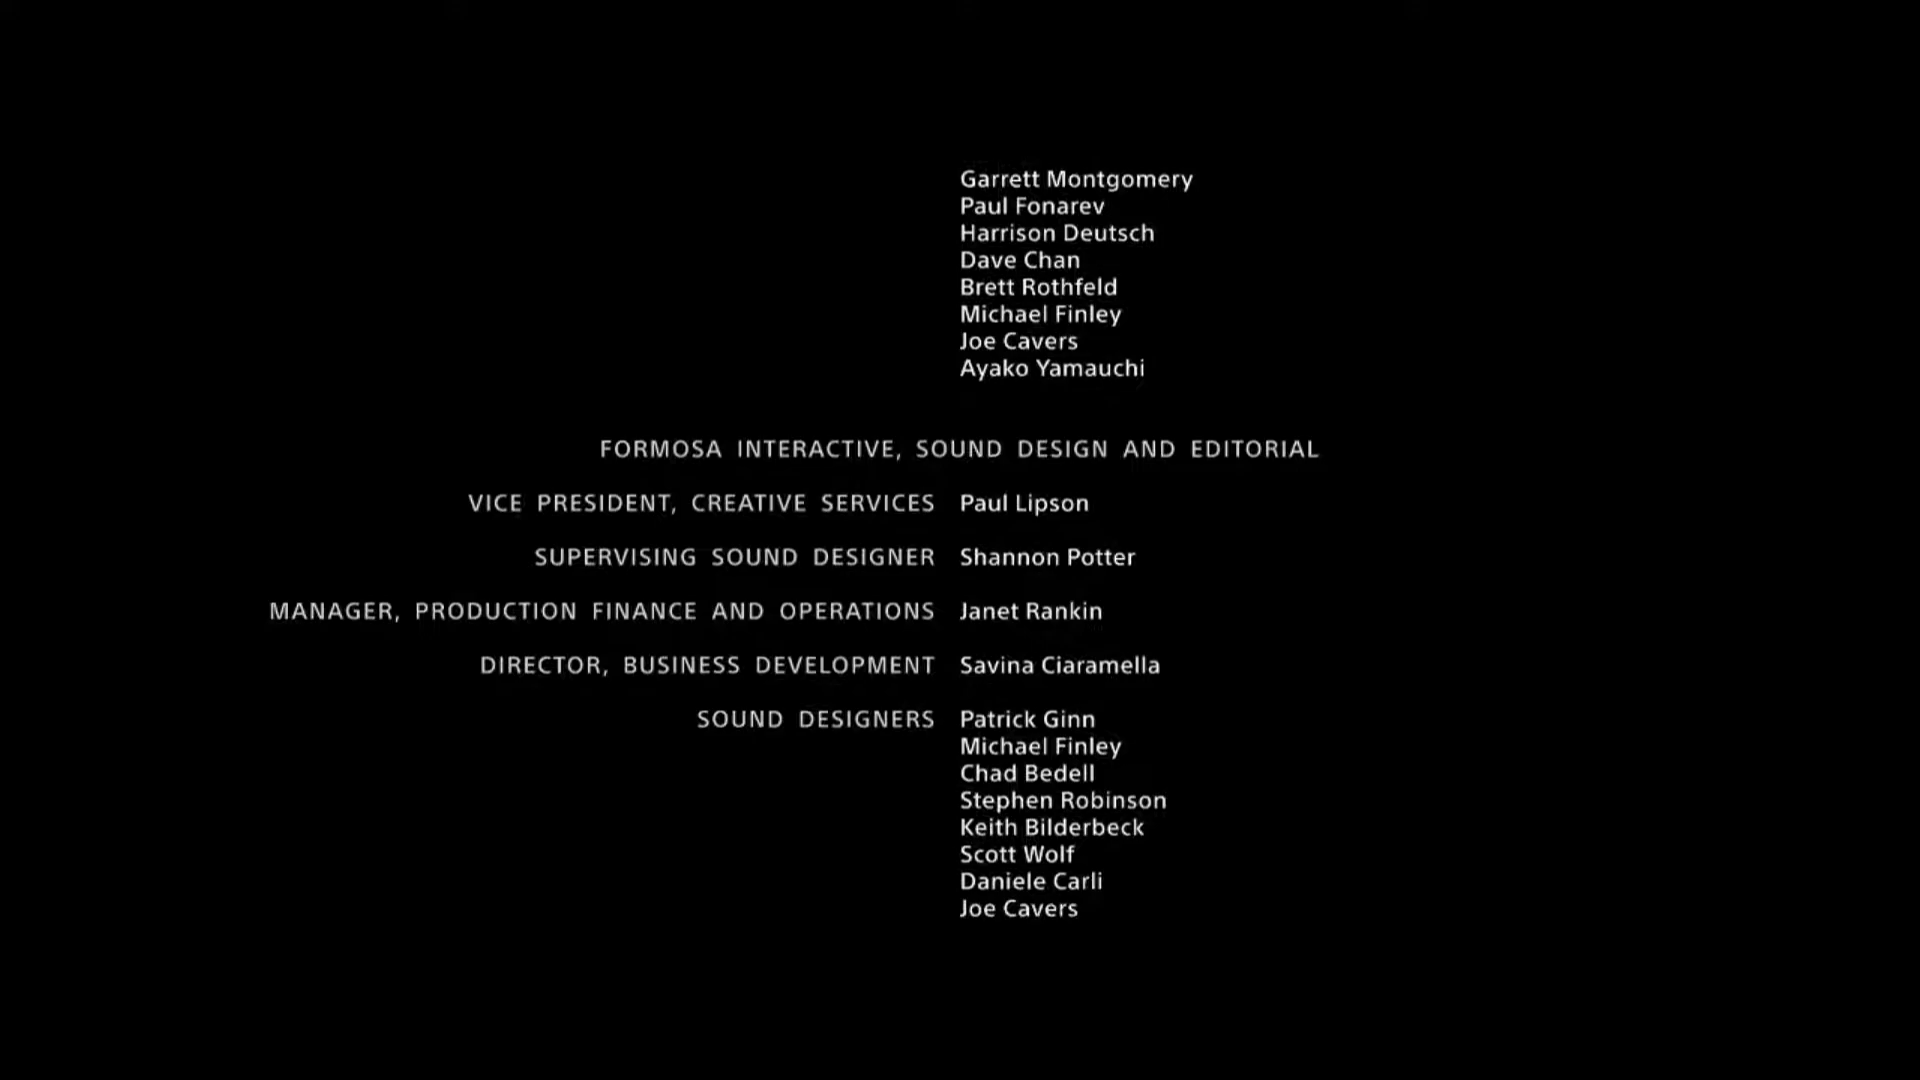 Garrett Montgomery
Paul Fonarev
Harrison Deutsch
Dave Chan
Brett Rothfeld
Michael Finley
Joe Cavers
Ayako Yamauchi
FORMOSA INTERACTIVE, SOUND DESIGN AND EDITORIAL
VICE PRESIDENT, CREATIVE SERVICES Paul Lipson
SUPERVISING SOUND DESIGNER Shannon Potter
MANAGER, PRODUCTION FINANCE AND OPERATIONS Janet Rankin
DIRECTOR, BUSINESS DEVELOPMENT Savina Ciaramella
SOUND DESIGNERS Patrick Ginn
Michael Finley
Chad Bedell
Stephen Robinson
Keith Bilderbeck
Scott Wolf
Daniele Carli
Joe Cavers